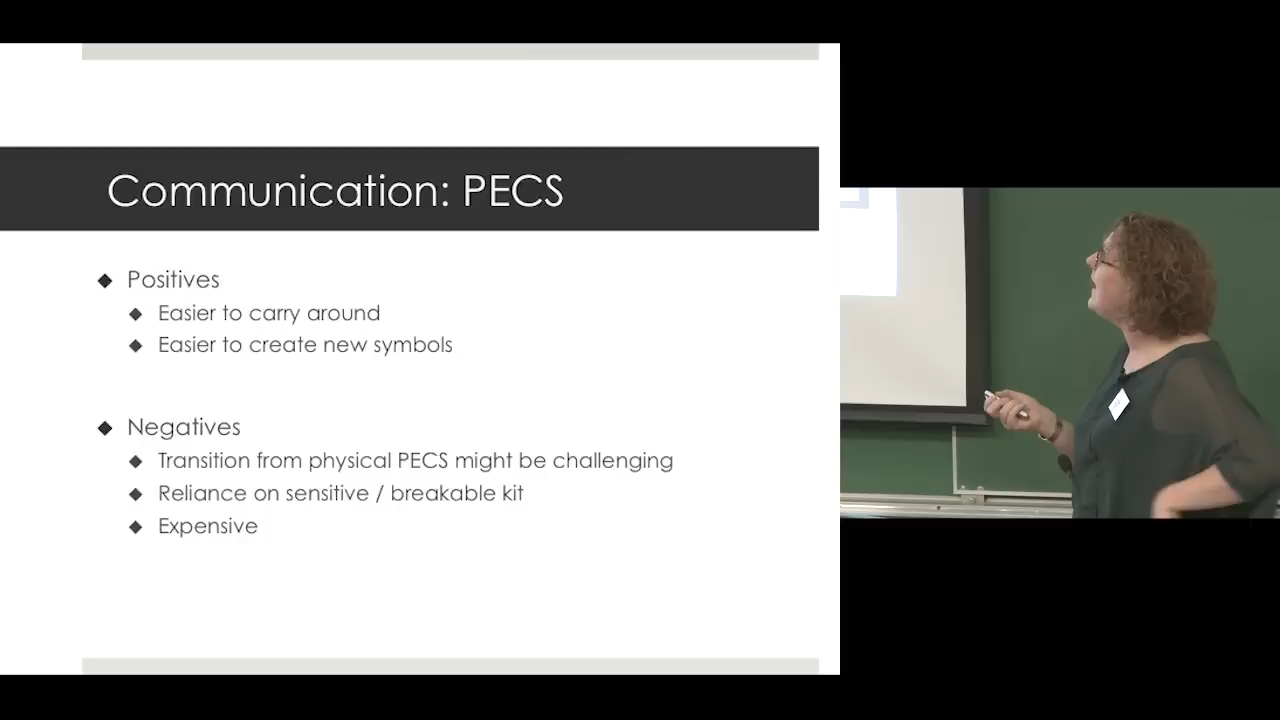 Communication: PECS
Positives
Easier to carry around
Easier to create new symbols
Negatives
Transition from physical PECS might be challenging
Reliance on sensitive / breakable kit
Expensive